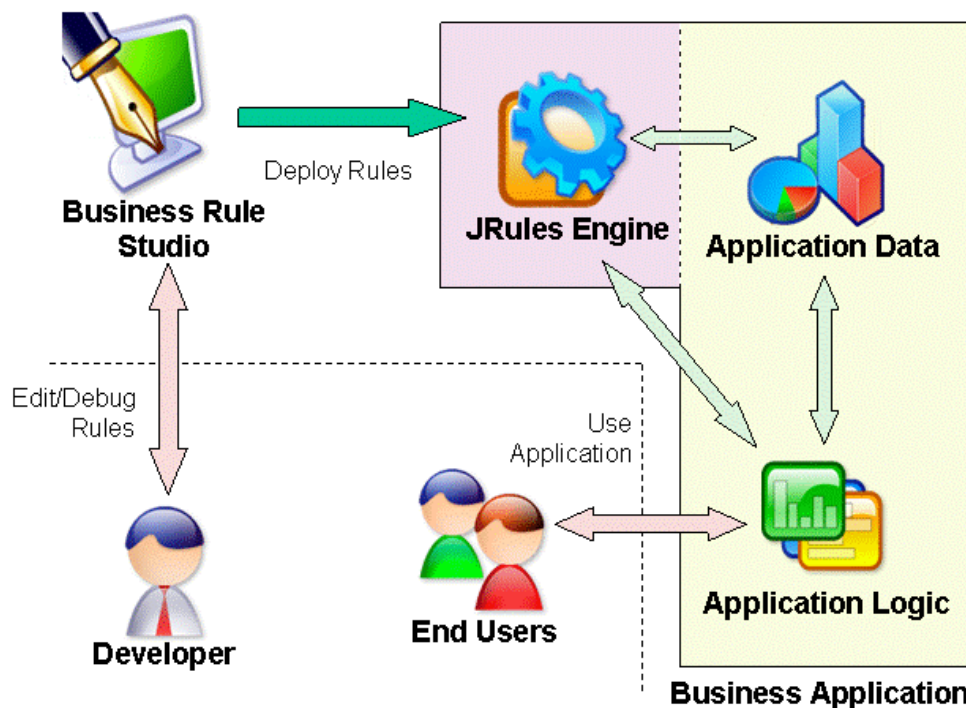 Deploy Rules
Business Rule
Studio
JRules Engine
Application Data
Edit/Debug
Rules
Use
Application
Developer
End Users
Application Logic
Business Application